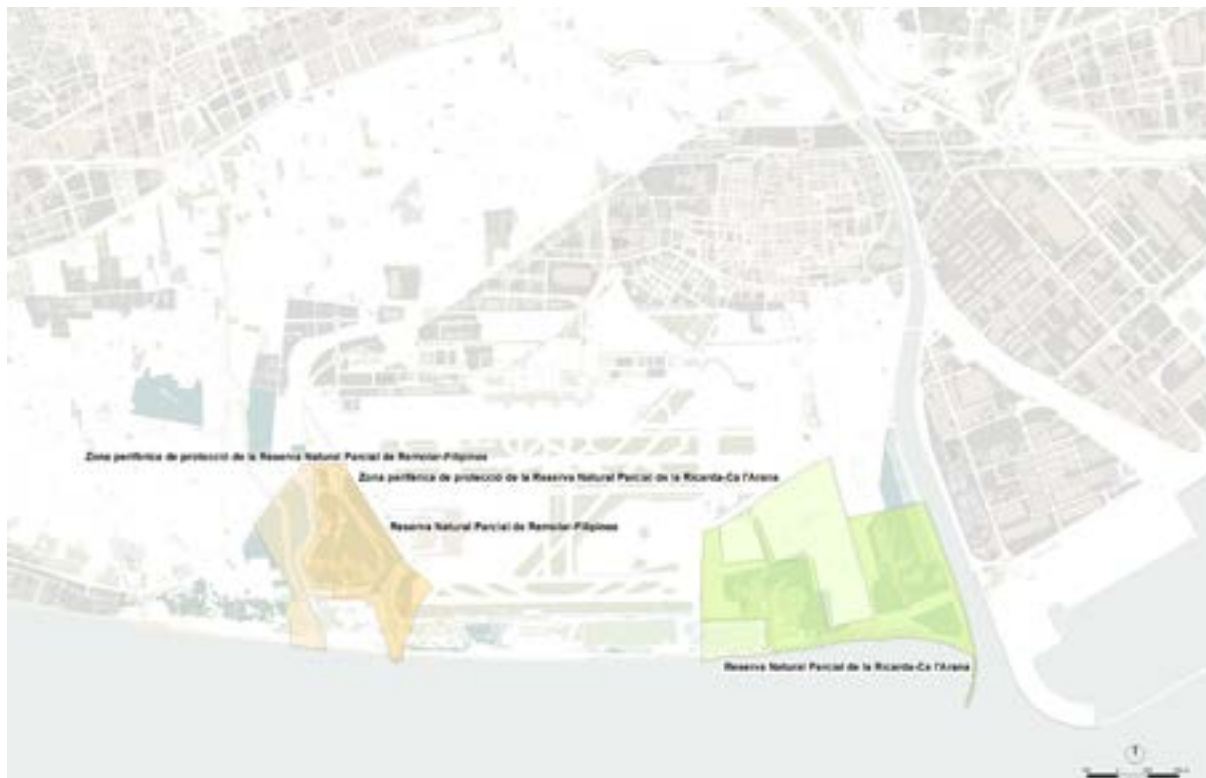 Zona perifèrica de protecció de la Reserva Natural Parcial de Remolar-Filipines
Zona perifèrica de protecció de la Reserva Natural Parcial de la Ricarda-Ca l'Arana
Reserva Natural Parcial de Remolar-Filipines
Reserva Natural Parcial de la Ricarda-Ca l'Arana